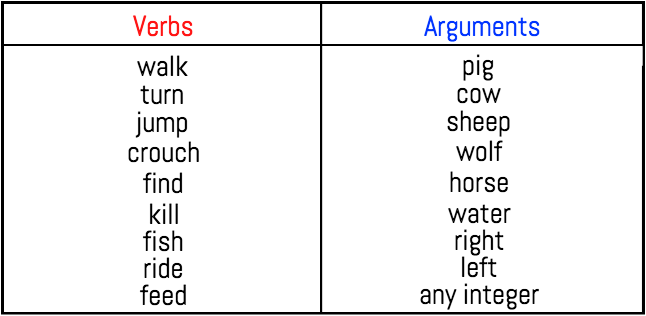 Verbs Arguments
walk pig
turn cow
jump sheep
crouch wolf
find horse
kill water
fish right
ride left
feed any integer